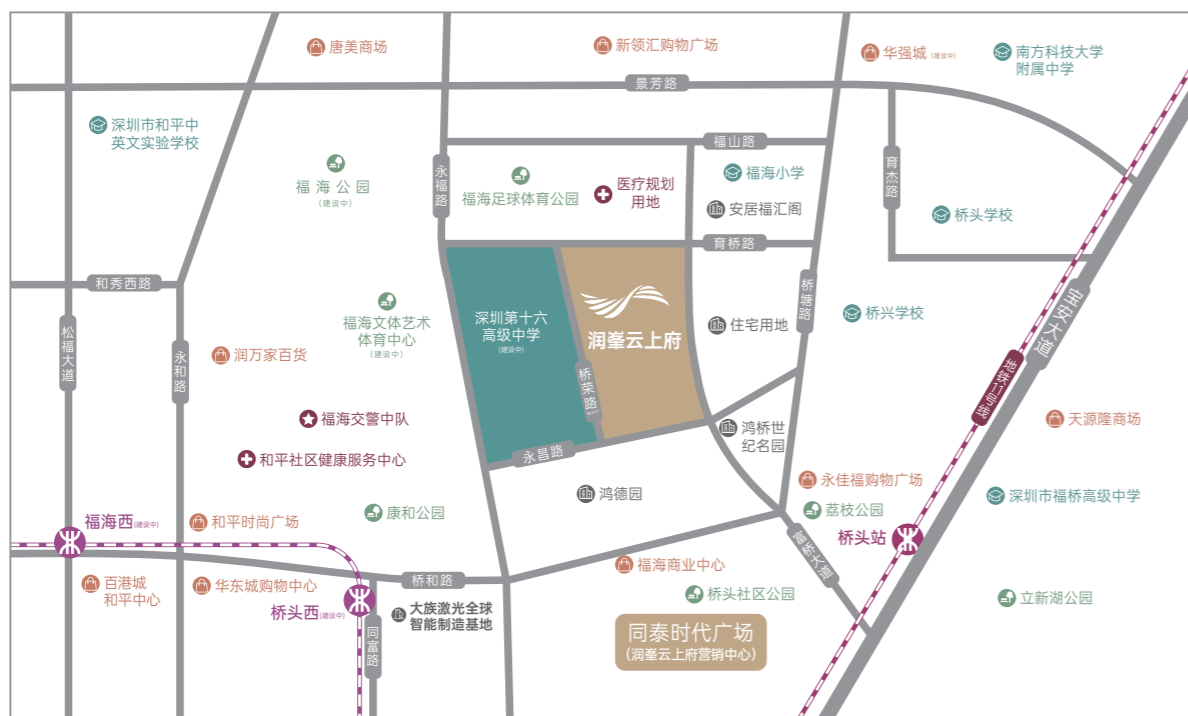 唐美商场
新领汇购物广场
华强城(建设中)
南方科技大学
附属中学
景芳路
深圳市和平中
英文实验学校
福山路
福海公园
(建设中)
永福路
福海足球体育公园
医疗规划
用地
福海小学
育杰路
安居福汇阁
桥头学校
育桥路
和秀西路
桥塘路
宝安大道
福海文体艺术
体育中心
(建设中)
深圳第十六
高级中学
(建设中)
润峯云上府
住宅用地
桥兴学校
松福大道
永和路
润万家百货
桥荣路
地铁11号线
福海交警中队
天源隆商场
鸿桥世
纪名园
永昌路
和平社区健康服务中心
永佳福购物广场
鸿德园
深圳市福桥高级中学
康和公园
荔枝公园
福海西(建设中)
和平时尚广场
桥头站
富桥大道
福海商业中心
百港城
和平中心
华东城购物中心
桥和路
桥头社区公园
立新湖公园
桥头西(建设中)
大族激光全球
智能制造基地
同富路
同泰时代广场
(润峯云上府营销中心)